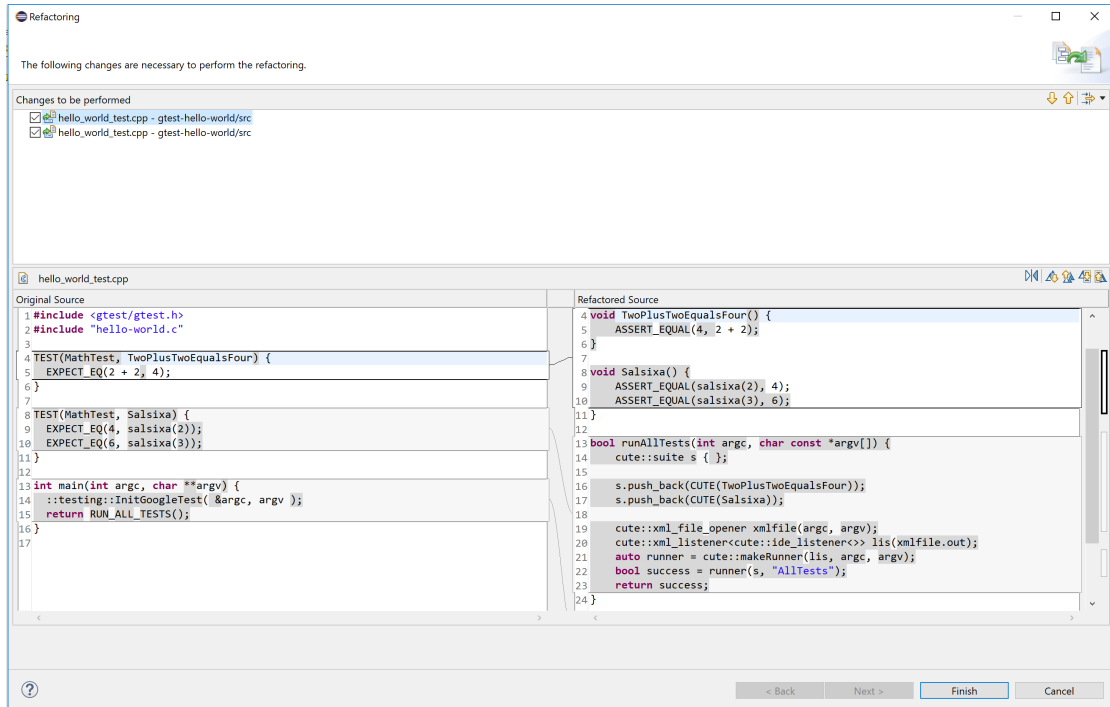 Refactoring
The following changes are necessary to perform the refactoring.
Changes to be performed
hello_world_test.cpp - gtest-hello-world/src
hello_world_test.cpp - gtest-hello-world/src
hello_world_test.cpp
Original Source
1 #include <gtest/gtest.h>
2 #include "hello-world.c"
3
4 TEST(MathTest, TwoPlusTwoEqualsFour) {
5   EXPECT_EQ(2 + 2, 4);
6 }
7
8 TEST(MathTest, Salsixa) {
9   EXPECT_EQ(4, salsixa(2));
10   EXPECT_EQ(6, salsixa(3));
11 }
12
13 int main(int argc, char **argv) {
14   ::testing::InitGoogleTest( &argc, argv );
15   return RUN_ALL_TESTS();
16 }
17
Refactored Source
4 void TwoPlusTwoEqualsFour() {
5     ASSERT_EQUAL(4, 2 + 2);
6 }
7
8 void Salsixa() {
9     ASSERT_EQUAL(salsixa(2), 4);
10     ASSERT_EQUAL(salsixa(3), 6);
11 }
12
13 bool runAllTests(int argc, char const *argv[]) {
14     cute::suite s { };
15
16     s.push_back(CUTE(TwoPlusTwoEqualsFour));
17     s.push_back(CUTE(Salsixa));
18
19     cute::xml_file_opener xmlfile(argc, argv);
20     cute::xml_listener<cute::ide_listener<>> lis(xmlfile.out);
21     auto runner = cute::makeRunner(lis, argc, argv);
22     bool success = runner(s, "AllTests");
23     return success;
24 }
< Back
Next >
Finish
Cancel